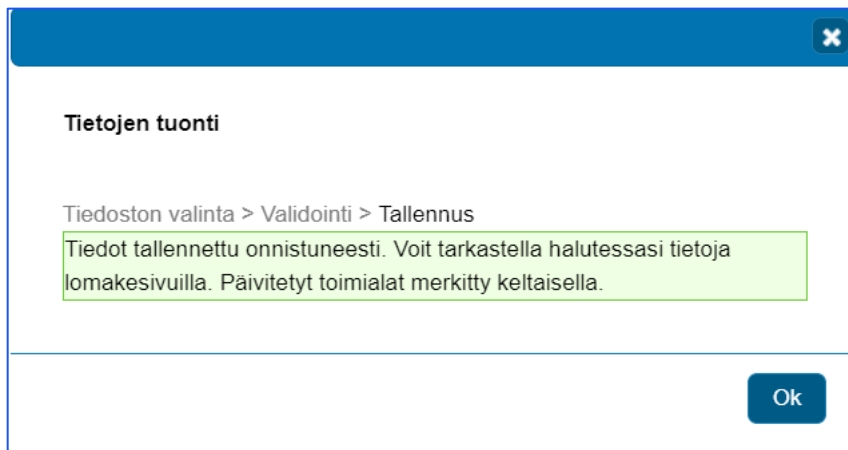 Tietojen tuonti
Tiedoston valinta > Validointi > Tallennus
Tiedot tallennettu onnistuneesti. Voit tarkastella halutessasi tietoja
lomakesivuilla. Päivitetyt toimialat merkitty keltaisella.
Ok